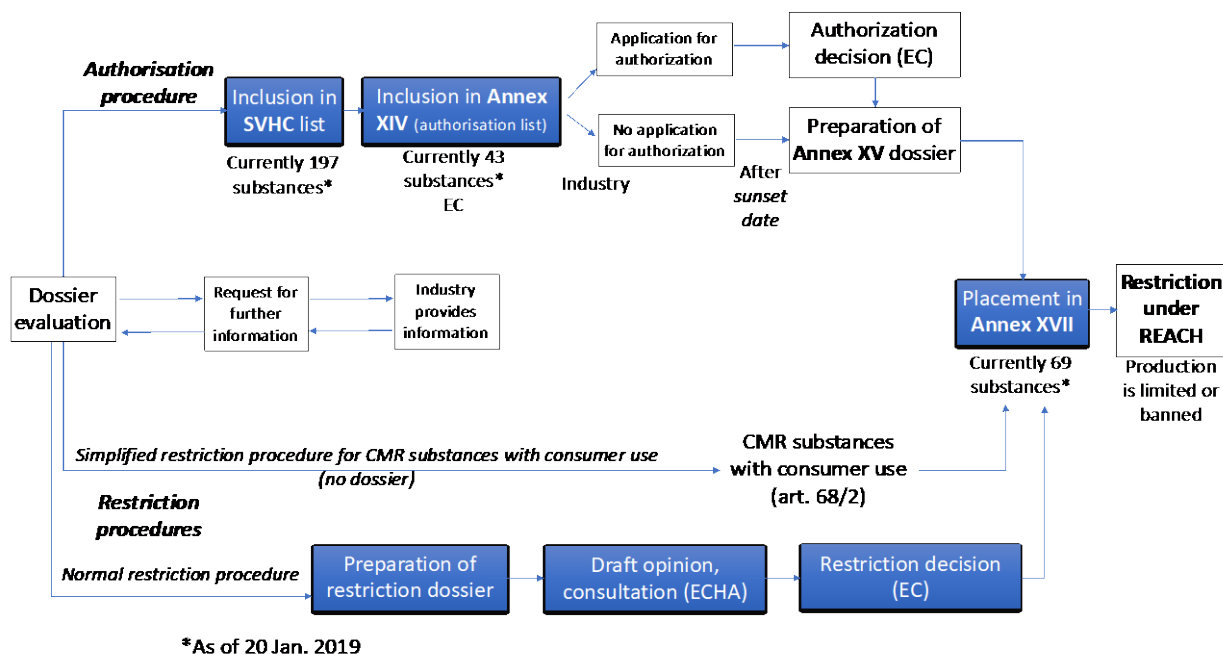 Authorisation
procedure
Inclusion in
SVHC list
Currently 197
substances*
Inclusion in Annex
XIV (authorisation list)
Currently 43
substances*
EC
Application for
authorization
No application
for authorization
Industry
After
sunset
date
Authorization
decision (EC)
Preparation of
Annex XV dossier
Dossier
evaluation
Request for
further
information
Industry
provides
information
Placement in
Annex XVII
Currently 69
substances*
Restriction
under
REACH
Production
is limited or
banned
Simplified restriction procedure for CMR substances with consumer use
(no dossier)
CMR substances
with consumer use
(art. 68/2)
Restriction
procedures
Normal restriction procedure
Preparation of
restriction dossier
Draft opinion,
consultation (ECHA)
Restriction decision
(EC)
*As of 20 Jan. 2019